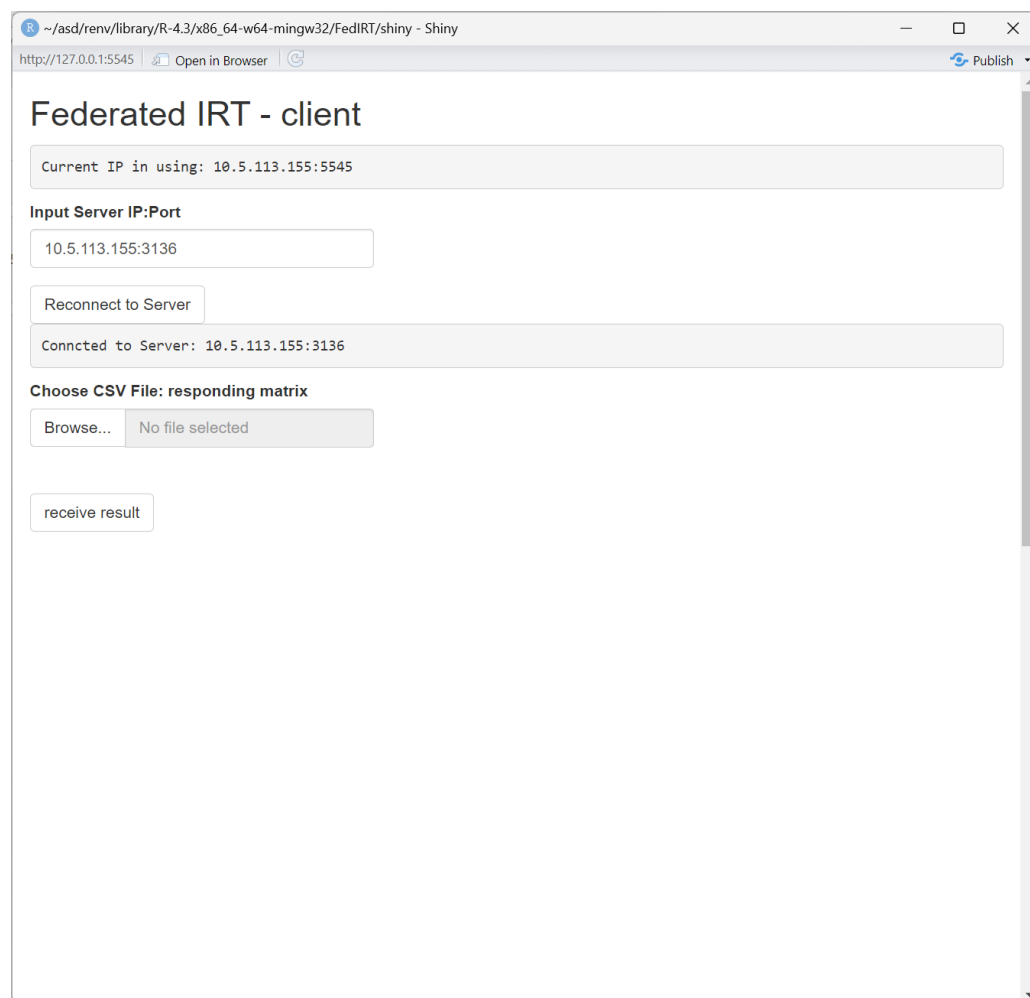 R ~/asd/renv/library/R-4.3/x86_64-w64-mingw32/FedIRT/shiny - Shiny
http://127.0.0.1:5545 Open in Browser Publish
Federated IRT - client
Current IP in using: 10.5.113.155:5545
Input Server IP:Port
10.5.113.155:3136
Reconnect to Server
Conncted to Server: 10.5.113.155:3136
Choose CSV File: responding matrix
Browse... No file selected
receive result